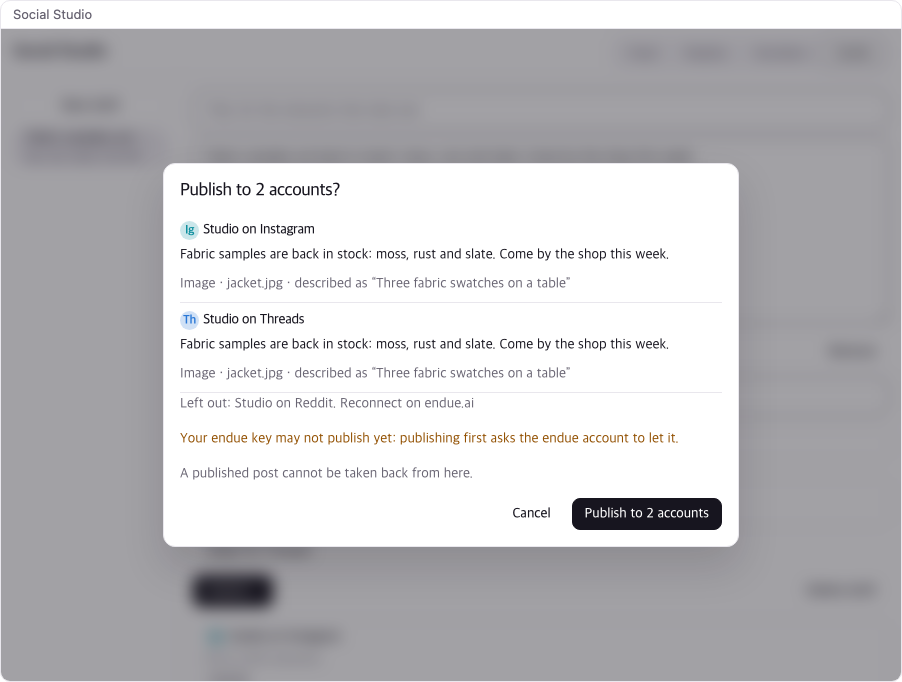 Social Studio
Publish to 2 accounts?
Ig Studio on Instagram
Fabric samples are back in stock: moss, rust and slate. Come by the shop this week.
Image · jacket.jpg · described as “Three fabric swatches on a table”
Th Studio on Threads
Fabric samples are back in stock: moss, rust and slate. Come by the shop this week.
Image · jacket.jpg · described as “Three fabric swatches on a table”
Left out: Studio on Reddit. Reconnect on endue.ai
Your endue key may not publish yet: publishing first asks the endue account to let it.
A published post cannot be taken back from here.
Cancel
Publish to 2 accounts